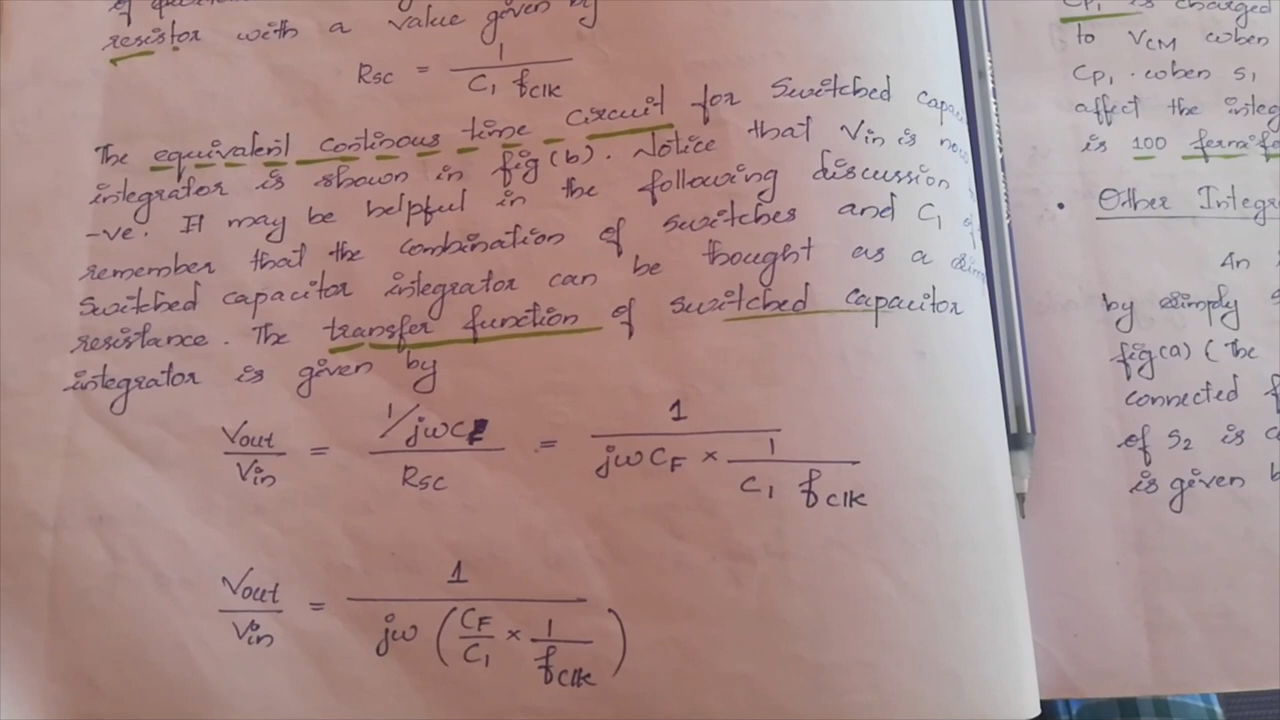 resistor with a value given by
Rsc = 1 / C1 fclk
The equivalent continous time circuit for switched
integrator is shown in fig(b). Notice that Vin is now
-ve. It may be helpful in the following discussion
remember that the combination of switches and C1 of
switched capacitor integrator can be thought as a
resistance. The transfer function of switched capacitor
integrator is given by
Vout/Vin = (1/jωCF) / Rsc = 1 / (jωCF × 1/(C1 fclk))
Vout/Vin = 1 / jω (CF/C1 × 1/fclk)
Cp1 is charged
to VCM when
Cp1. when S1
affect the
is 100
• Other
An
by simply
fig(a) (The
connected
of S2 is
is given